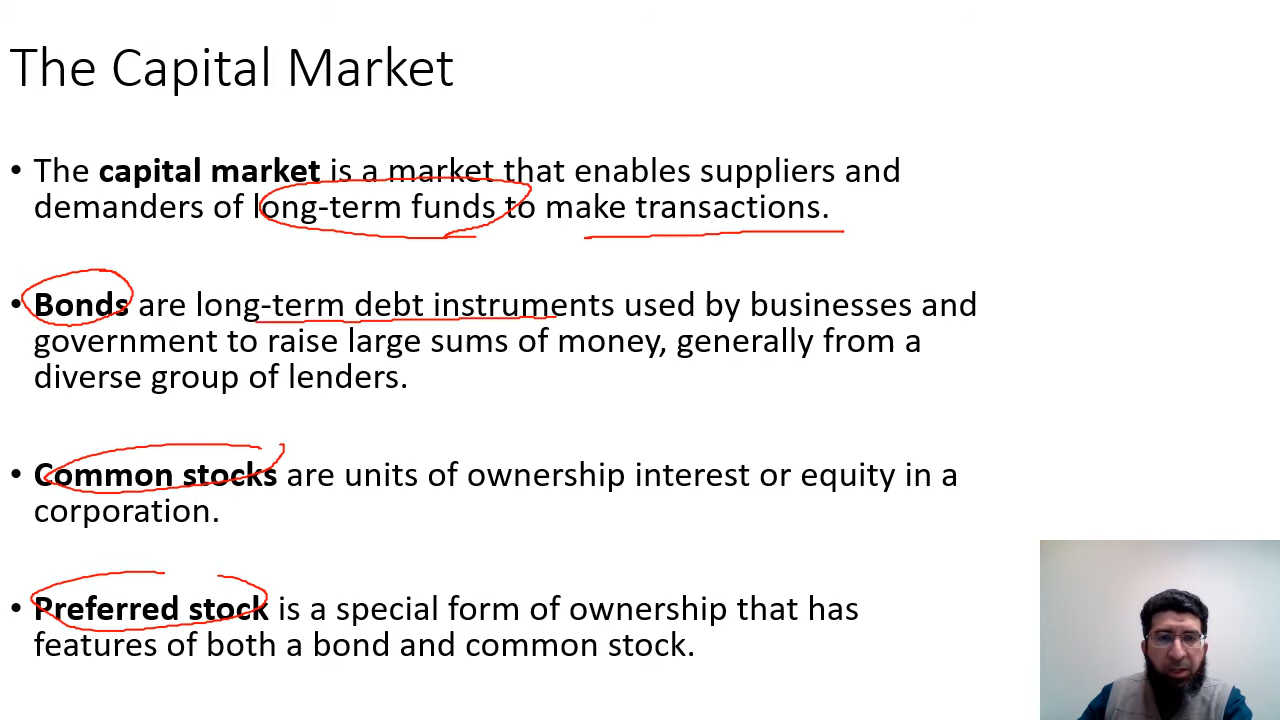 The Capital Market
• The capital market is a market that enables suppliers and
demanders of long-term funds to make transactions.
• Bonds are long-term debt instruments used by businesses and
government to raise large sums of money, generally from a
diverse group of lenders.
• Common stocks are units of ownership interest or equity in a
corporation.
• Preferred stock is a special form of ownership that has
features of both a bond and common stock.